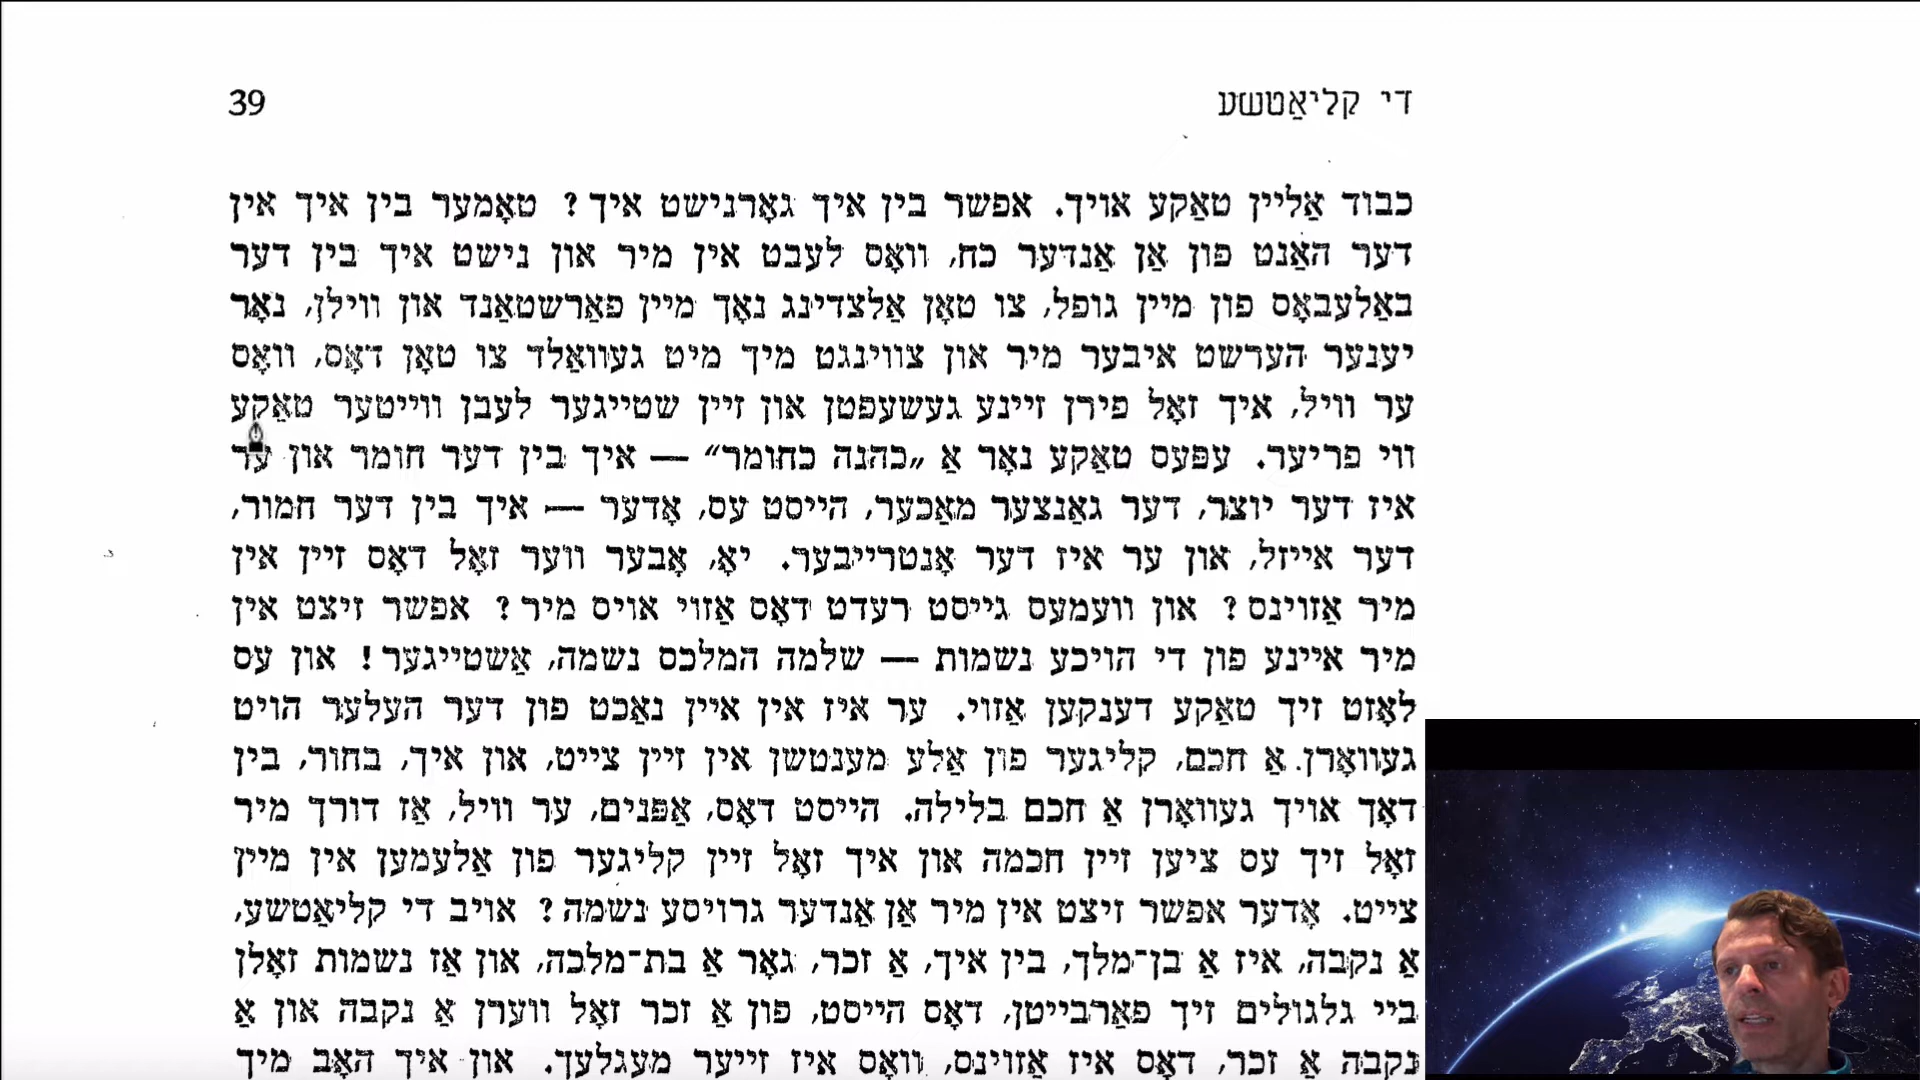 די קליאַטשע
39
כבוד אַליין טאַקע אויך. אפשר בין איך גאָרנישט איך? טאָמער בין איך אין
דער האַנט פון אַן אַנדער כח, וואָס לעבט אין מיר און נישט איך בין דער
באַלעבאָס פון מיין גופל, צו טאָן אַלצדינג נאָך מיין פאַרשטאַנד און ווילן, נאָר
יענער הערשט איבער מיר און צווינגט מיך מיט געוואַלד צו טאָן דאָס, וואָס
ער וויל, איך זאָל פירן זיינע געשעפטן און זיין שטייגער לעבן ווייטער טאַקע
ווי פריער. עפּעס טאַקע נאָר אַ „כהנה כחומר״ — איך בין דער חומר און ער
איז דער יוצר, דער גאַנצער מאַכער, הייסט עס, אָדער — איך בין דער חמור,
דער אייזל, און ער איז דער אָנטרייבער. יאָ, אָבער ווער זאָל דאָס זיין אין
מיר אַזוינס? און וועמעס גייסט רעדט דאָס אַזוי אויס מיר? אפשר זיצט אין
מיר איינע פון די הויכע נשמות — שלמה המלכס נשמה, אַשטייגער! און עס
לאָזט זיך טאַקע דענקען אַזוי. ער איז אין איין נאַכט פון דער העלער הויט
געוואָרן אַ חכם, קליגער פון אַלע מענטשן אין זיין צייט, און איך, בחור, בין
דאָך אויך געוואָרן אַ חכם בלילה. הייסט דאָס, אַפּנים, ער וויל, אַז דורך מיר
זאָל זיך עס ציען זיין חכמה און איך זאָל זיין קליגער פון אַלעמען אין מיין
צייט. אָדער אפשר זיצט אין מיר אַן אַנדער גרויסע נשמה? אויב די קליאַטשע,
אַ נקבה, איז אַ בן־מלך, בין איך, אַ זכר, גאָר אַ בת־מלכה, און אַז נשמות זאָלן
ביי גלגולים זיך פאַרבייטן, דאָס הייסט, פון אַ זכר זאָל ווערן אַ נקבה און אַ
נקבה אַ זכר, דאָס איז אַזוינס, וואָס איז זייער מעגלעך. און איך האָב מיך